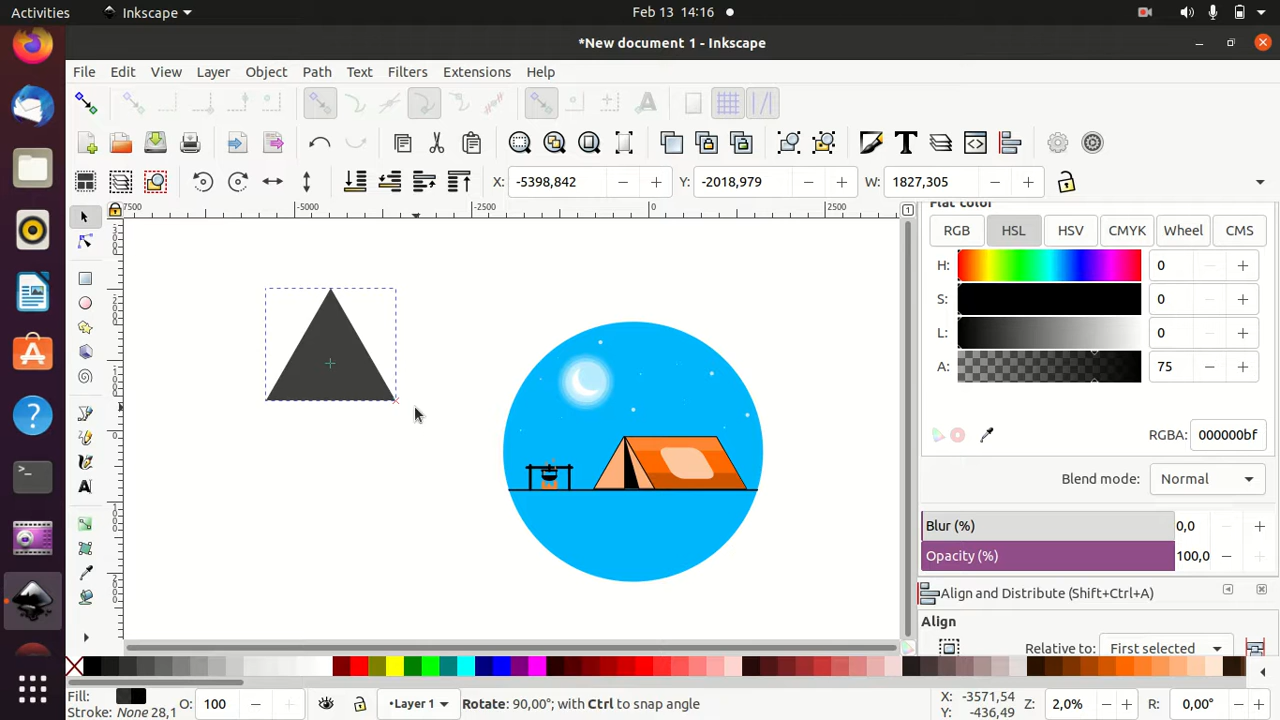 Activities Inkscape Feb 13 14:16
*New document 1 - Inkscape
File Edit View Layer Object Path Text Filters Extensions Help
X: -5398,842 Y: -2018,979 W: 1827,305
-5000 -2500 0 2500
Flat color
RGB HSL HSV CMYK Wheel CMS
H: 0
S: 0
L: 0
A: 75
RGBA: 000000bf
Blend mode: Normal
Blur (%) 0,0
Opacity (%) 100,0
Align and Distribute (Shift+Ctrl+A)
Align
Relative to: First selected
Fill: O: 100 •Layer 1 Rotate: 90,00°; with Ctrl to snap angle X: -3571,54 Z: 2,0% R: 0,00°
Stroke: None 28,1 Y: -436,49